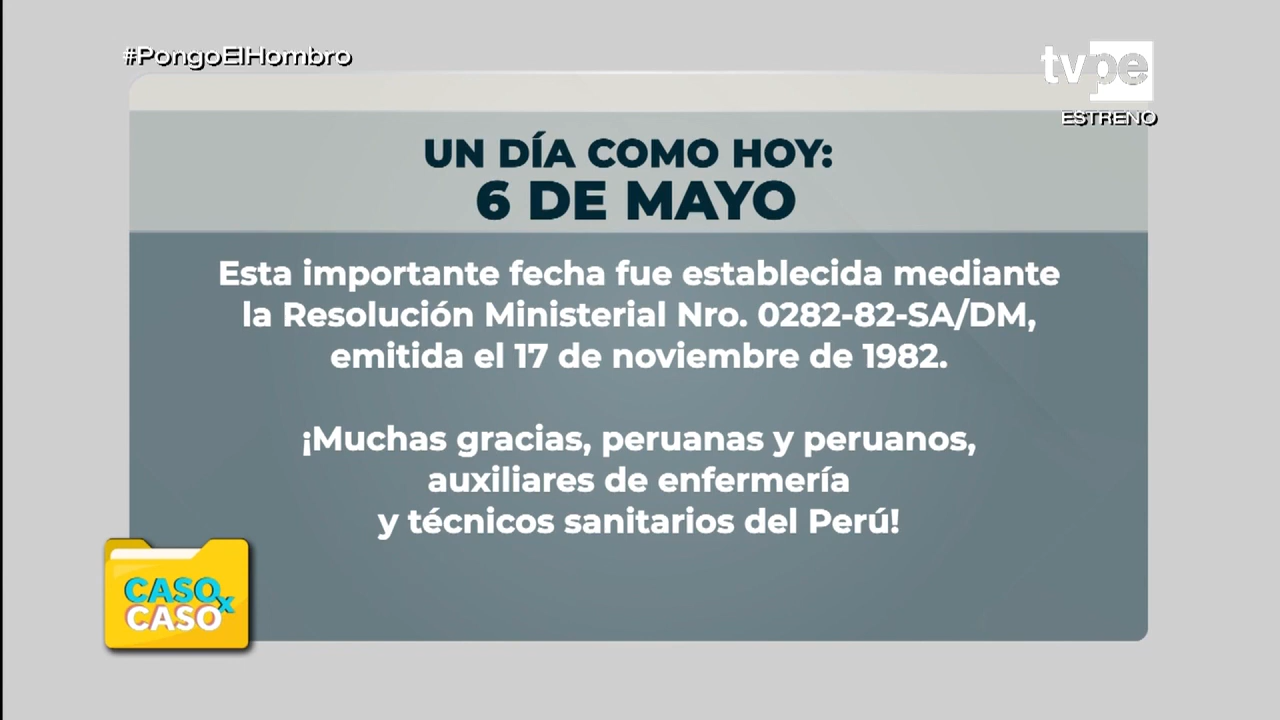 #PongoElHombro
tvpe
ESTRENO
UN DÍA COMO HOY:
6 DE MAYO
Esta importante fecha fue establecida mediante
la Resolución Ministerial Nro. 0282-82-SA/DM,
emitida el 17 de noviembre de 1982.
¡Muchas gracias, peruanas y peruanos,
auxiliares de enfermería
y técnicos sanitarios del Perú!
CASO x
CASO